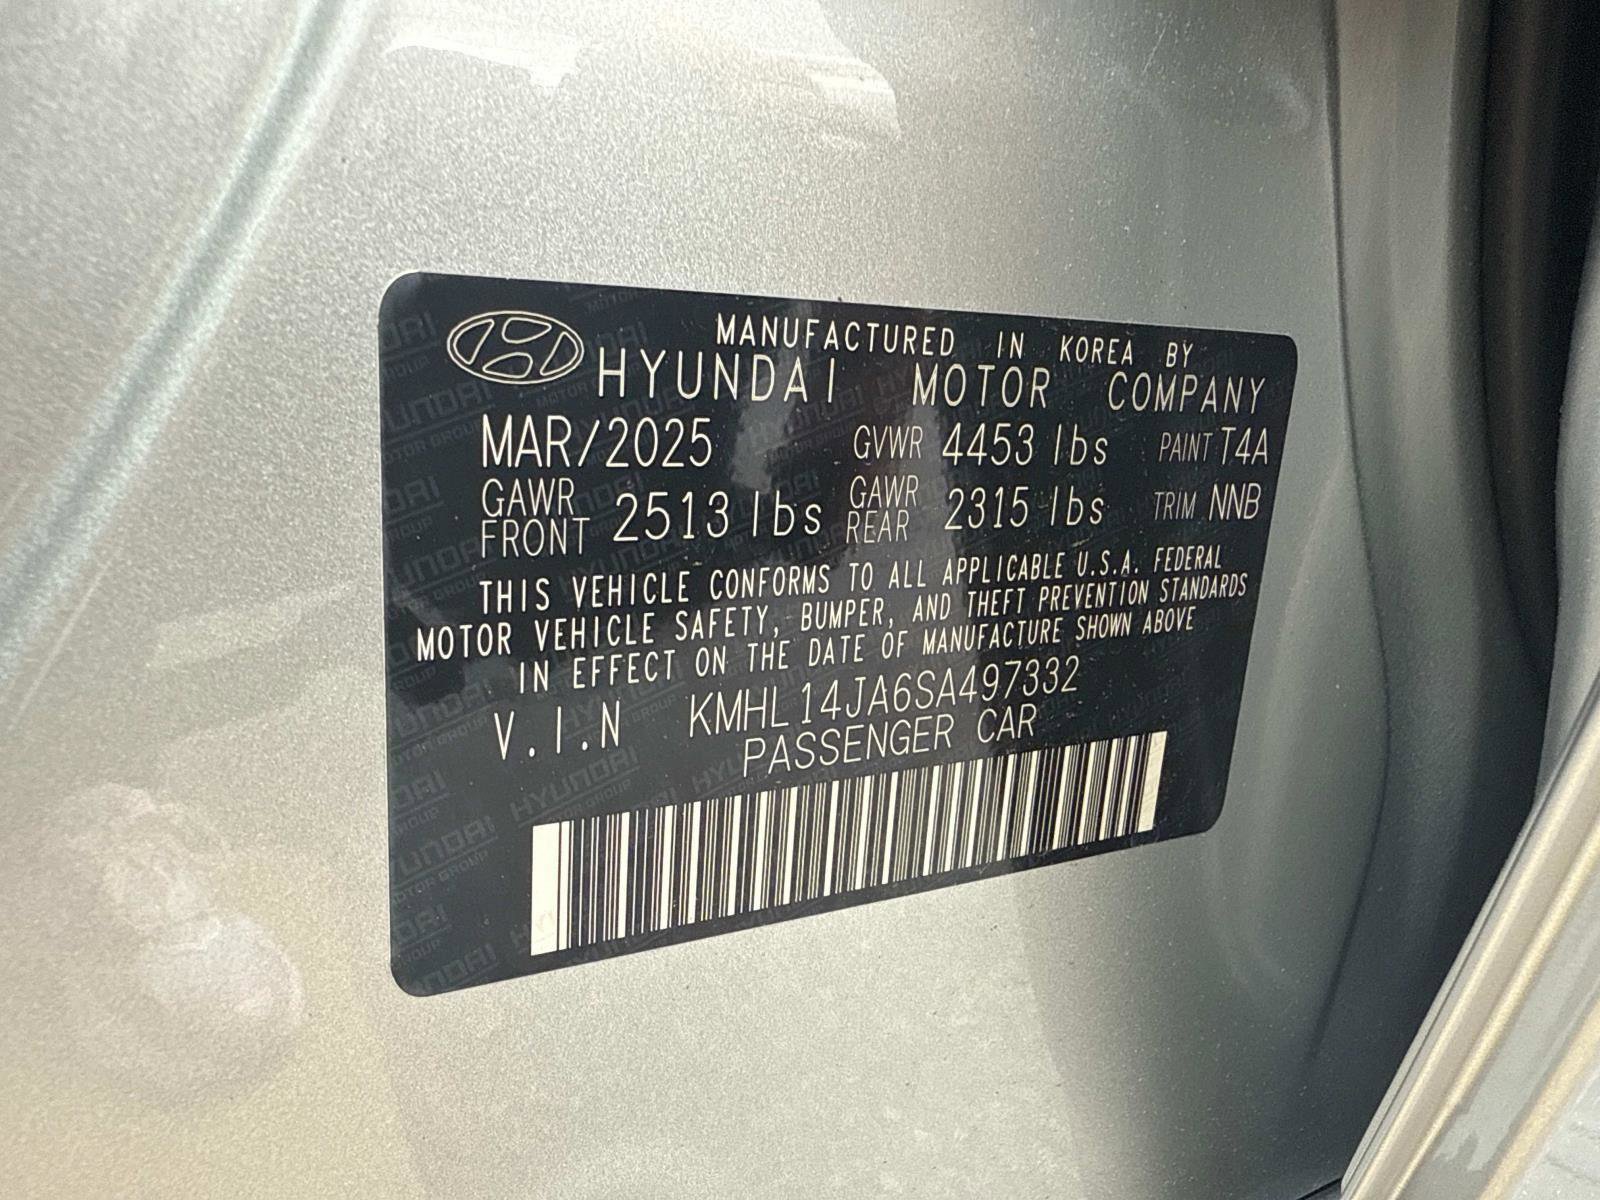 MANUFACTURED IN KOREA BY
HYUNDAI MOTOR COMPANY
MAR/2025 GVWR 4453 lbs PAINT T4A
GAWR FRONT 2513 lbs GAWR REAR 2315 lbs TRIM NNB
THIS VEHICLE CONFORMS TO ALL APPLICABLE U.S.A. FEDERAL
MOTOR VEHICLE SAFETY, BUMPER, AND THEFT PREVENTION STANDARDS
IN EFFECT ON THE DATE OF MANUFACTURE SHOWN ABOVE
V.I.N KMHL14JA6SA497332
PASSENGER CAR